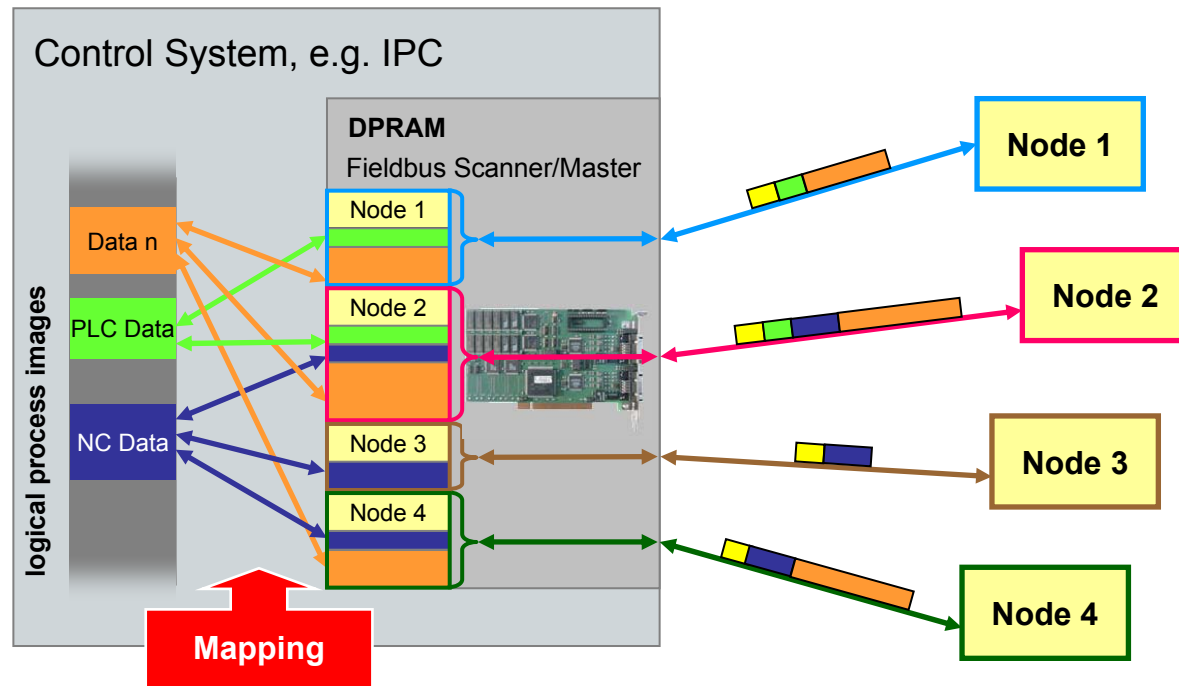 Control System, e.g. IPC
DPRAM
Fieldbus Scanner/Master
logical process images
Data n
PLC Data
NC Data
Node 1
Node 2
Node 3
Node 4
Mapping
Node 1
Node 2
Node 3
Node 4